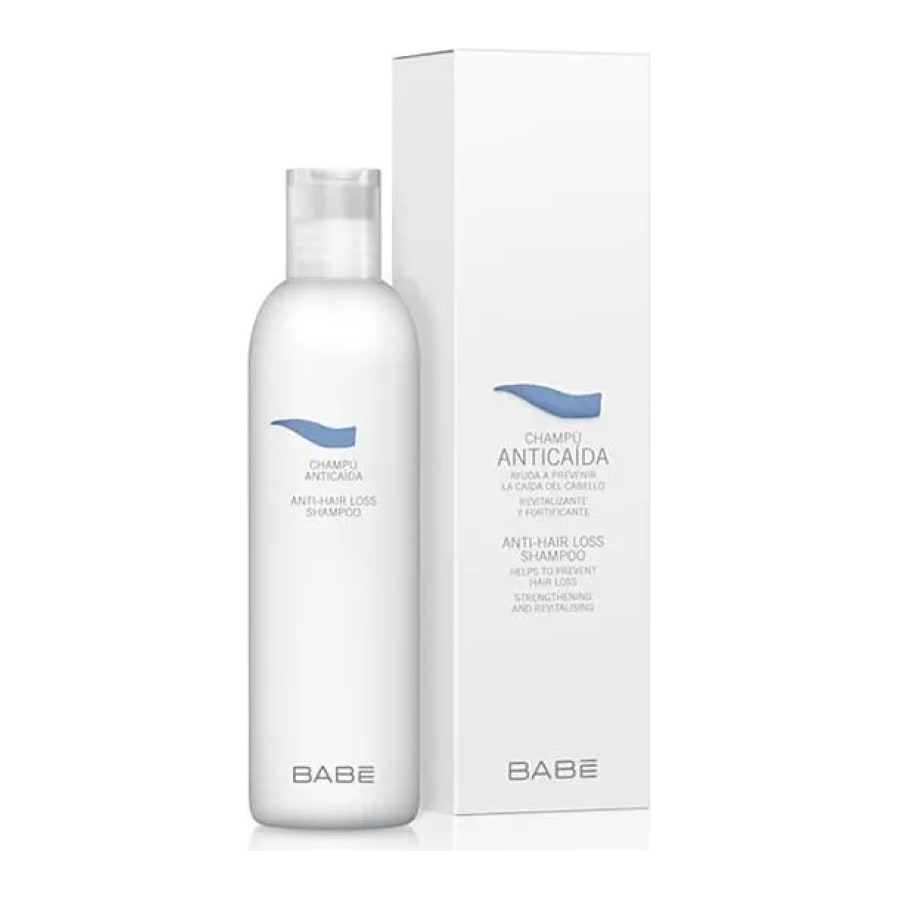 CHAMPÚ
ANTICAÍDA
ANTI-HAIR LOSS
SHAMPOO
BABĒ
CHAMPÚ
ANTICAÍDA
AYUDA A PREVENIR
LA CAÍDA DEL CABELLO
REVITALIZANTE
Y FORTIFICANTE
ANTI-HAIR LOSS
SHAMPOO
HELPS TO PREVENT
HAIR LOSS
STRENGTHENING
AND REVITALISING
BABĒ